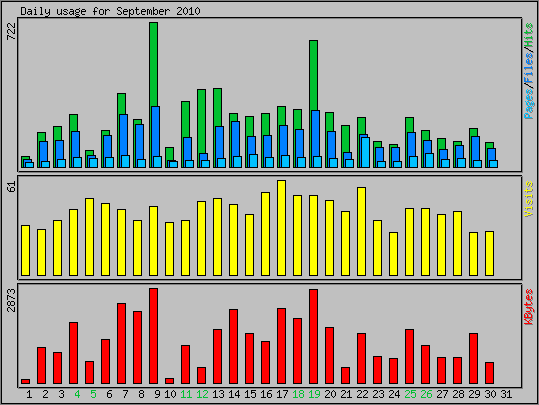 Daily usage for September 2010
722
Pages/Files/Hits
61
Visits
2873
KBytes
1 2 3 4 5 6 7 8 9 10 11 12 13 14 15 16 17 18 19 20 21 22 23 24 25 26 27 28 29 30 31